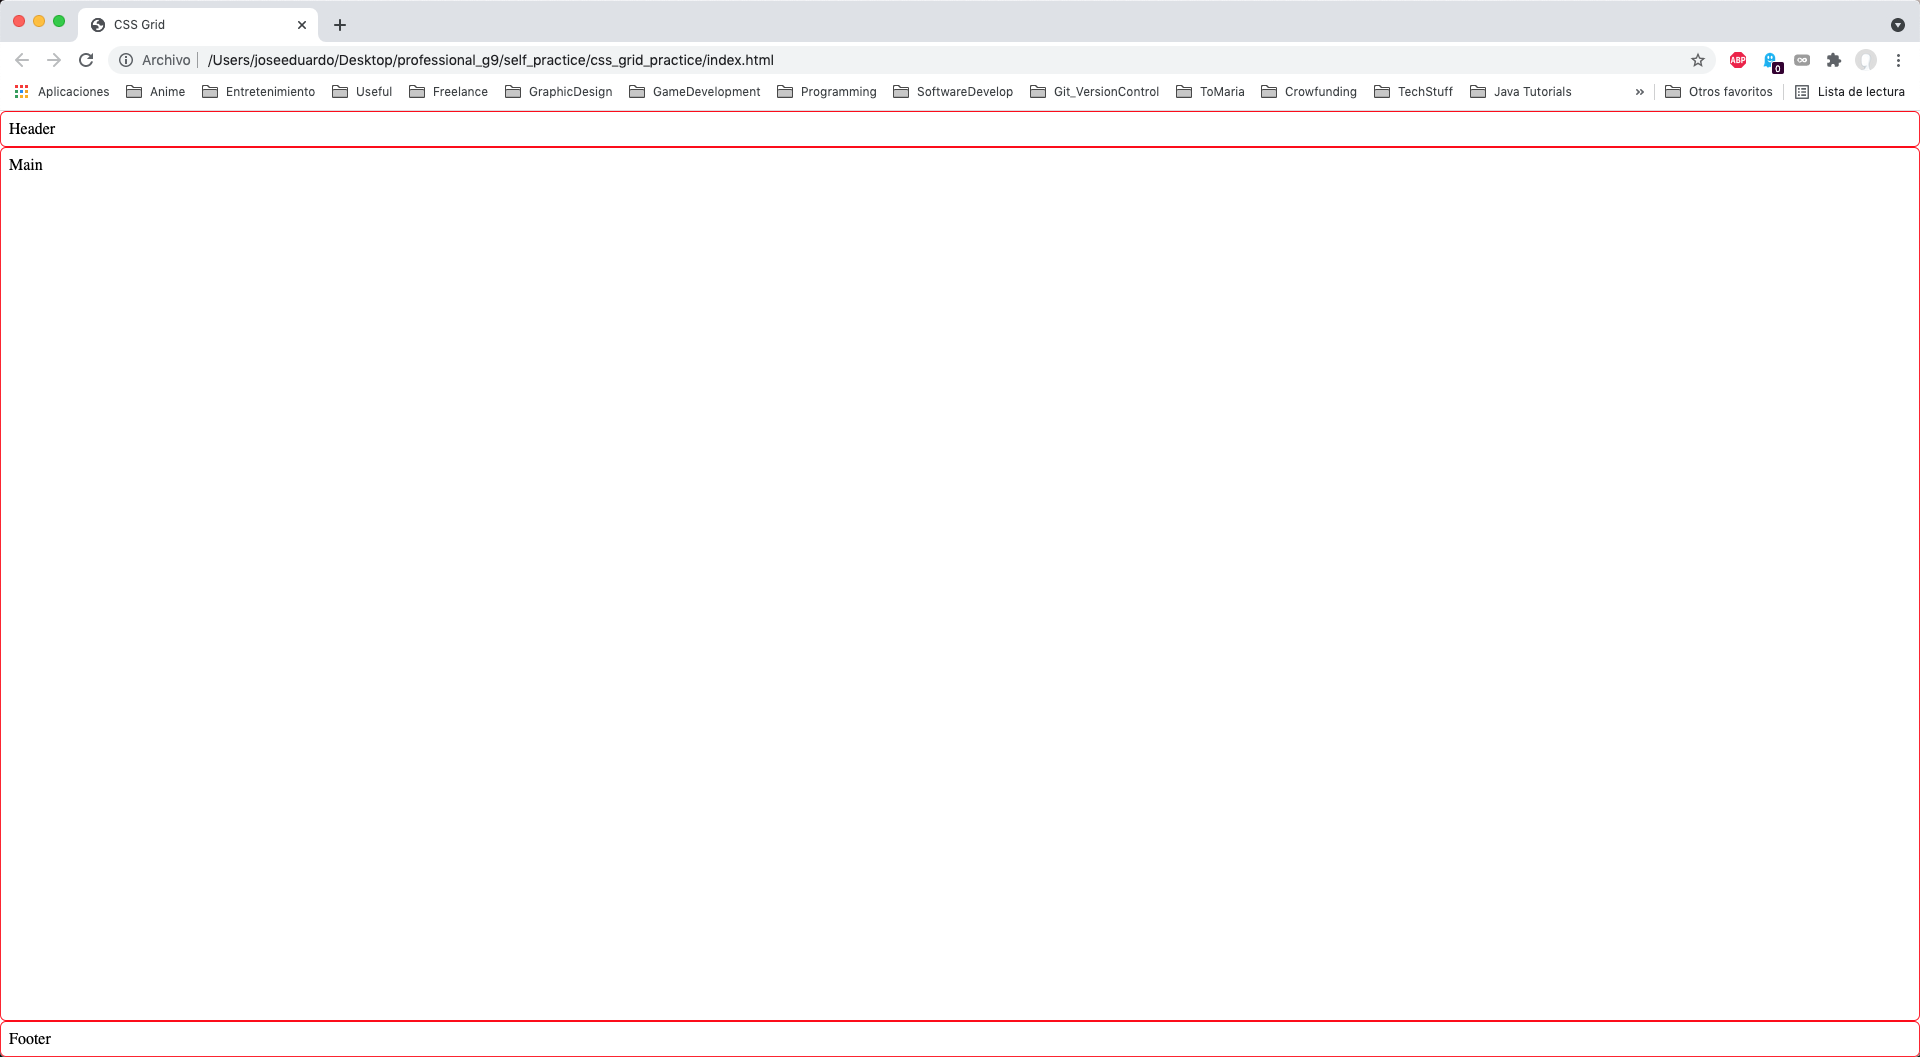 CSS Grid
Archivo /Users/joseeduardo/Desktop/professional_g9/self_practice/css_grid_practice/index.html ABP 0
Aplicaciones Anime Entretenimiento Useful Freelance GraphicDesign GameDevelopment Programming SoftwareDevelop Git_VersionControl ToMaria Crowfunding TechStuff Java Tutorials » Otros favoritos Lista de lectura
Header
Main
Footer